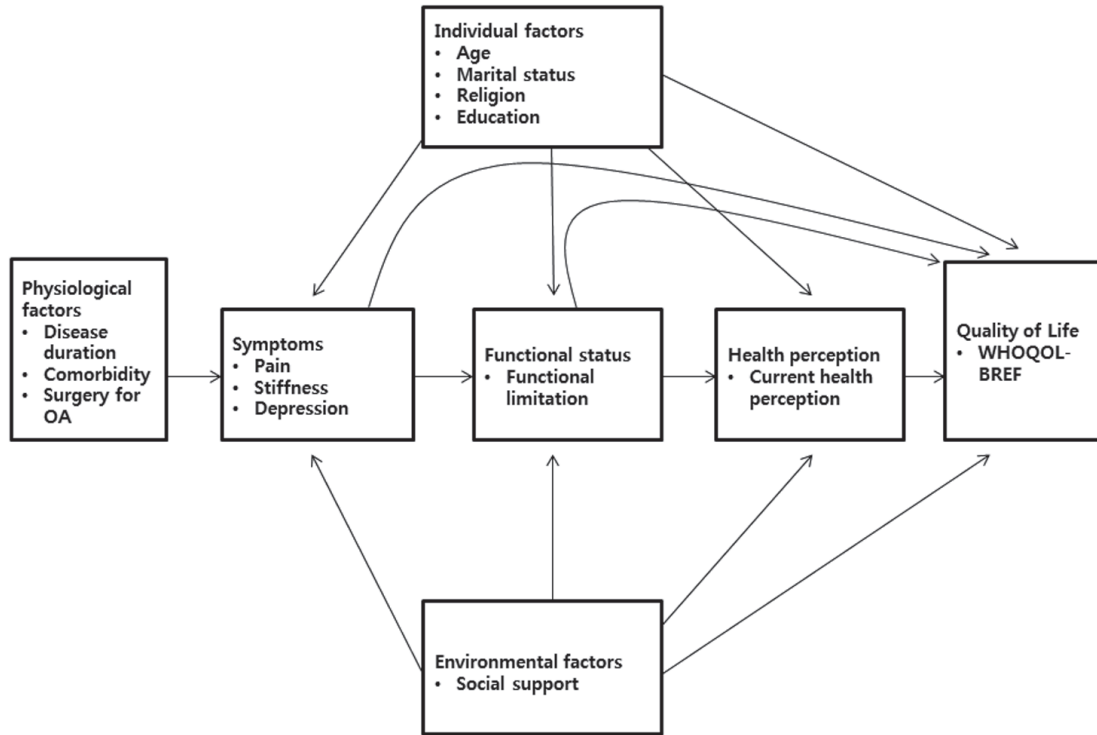 Individual factors
• Age
• Marital status
• Religion
• Education
Physiological
factors
• Disease
duration
• Comorbidity
• Surgery for
OA
Symptoms
• Pain
• Stiffness
• Depression
Functional status
• Functional
limitation
Health perception
• Current health
perception
Quality of Life
• WHOQOL-
BREF
Environmental factors
• Social support